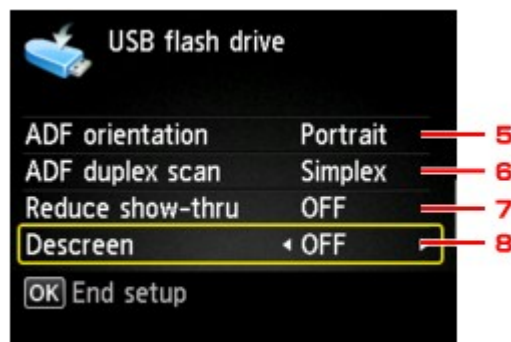 USB flash drive
ADF orientation Portrait 5
ADF duplex scan Simplex 6
Reduce show-thru OFF 7
Descreen OFF 8
OK End setup